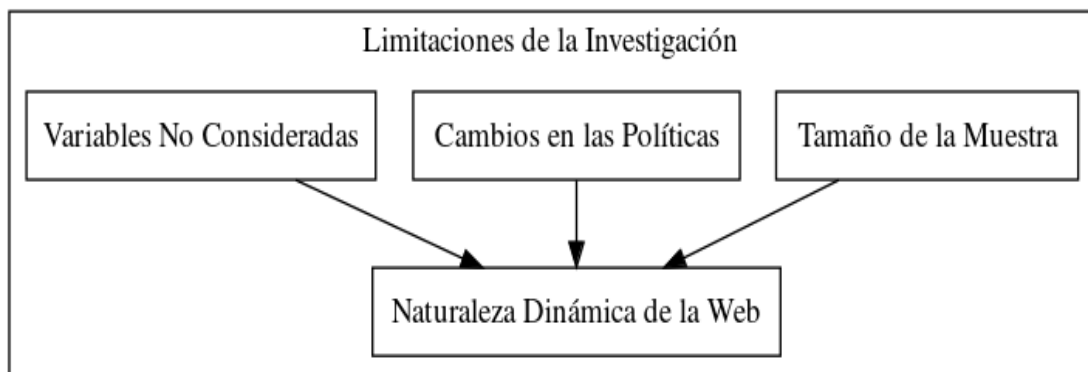 Limitaciones de la Investigación
Variables No Consideradas
Cambios en las Políticas
Tamaño de la Muestra
Naturaleza Dinámica de la Web